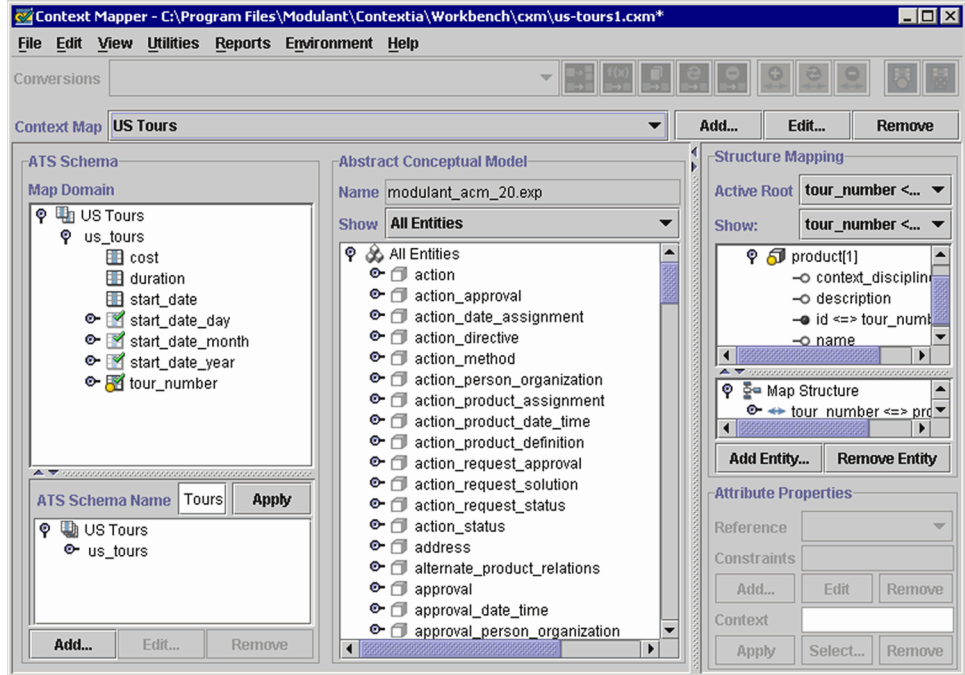 Context Mapper - C:\Program Files\Modulant\Contextia\Workbench\cxm\us-tours1.cxm*
File Edit View Utilities Reports Environment Help
Conversions
f(x)
Context Map US Tours Add... Edit... Remove
ATS Schema
Map Domain
US Tours
us_tours
cost
duration
start_date
start_date_day
start_date_month
start_date_year
tour_number
ATS Schema Name Tours Apply
US Tours
us_tours
Add... Edit... Remove
Abstract Conceptual Model
Name modulant_acm_20.exp
Show All Entities
All Entities
action
action_approval
action_date_assignment
action_directive
action_method
action_person_organization
action_product_assignment
action_product_date_time
action_product_definition
action_request_approval
action_request_solution
action_request_status
action_status
address
alternate_product_relations
approval
approval_date_time
approval_person_organization
Structure Mapping
Active Root tour_number <...
Show: tour_number <...
product[1]
context_disciplin
description
id <=> tour_numb
name
Map Structure
tour_number <=> pro
Add Entity... Remove Entity
Attribute Properties
Reference
Constraints
Add... Edit Remove
Context
Apply Select... Remove